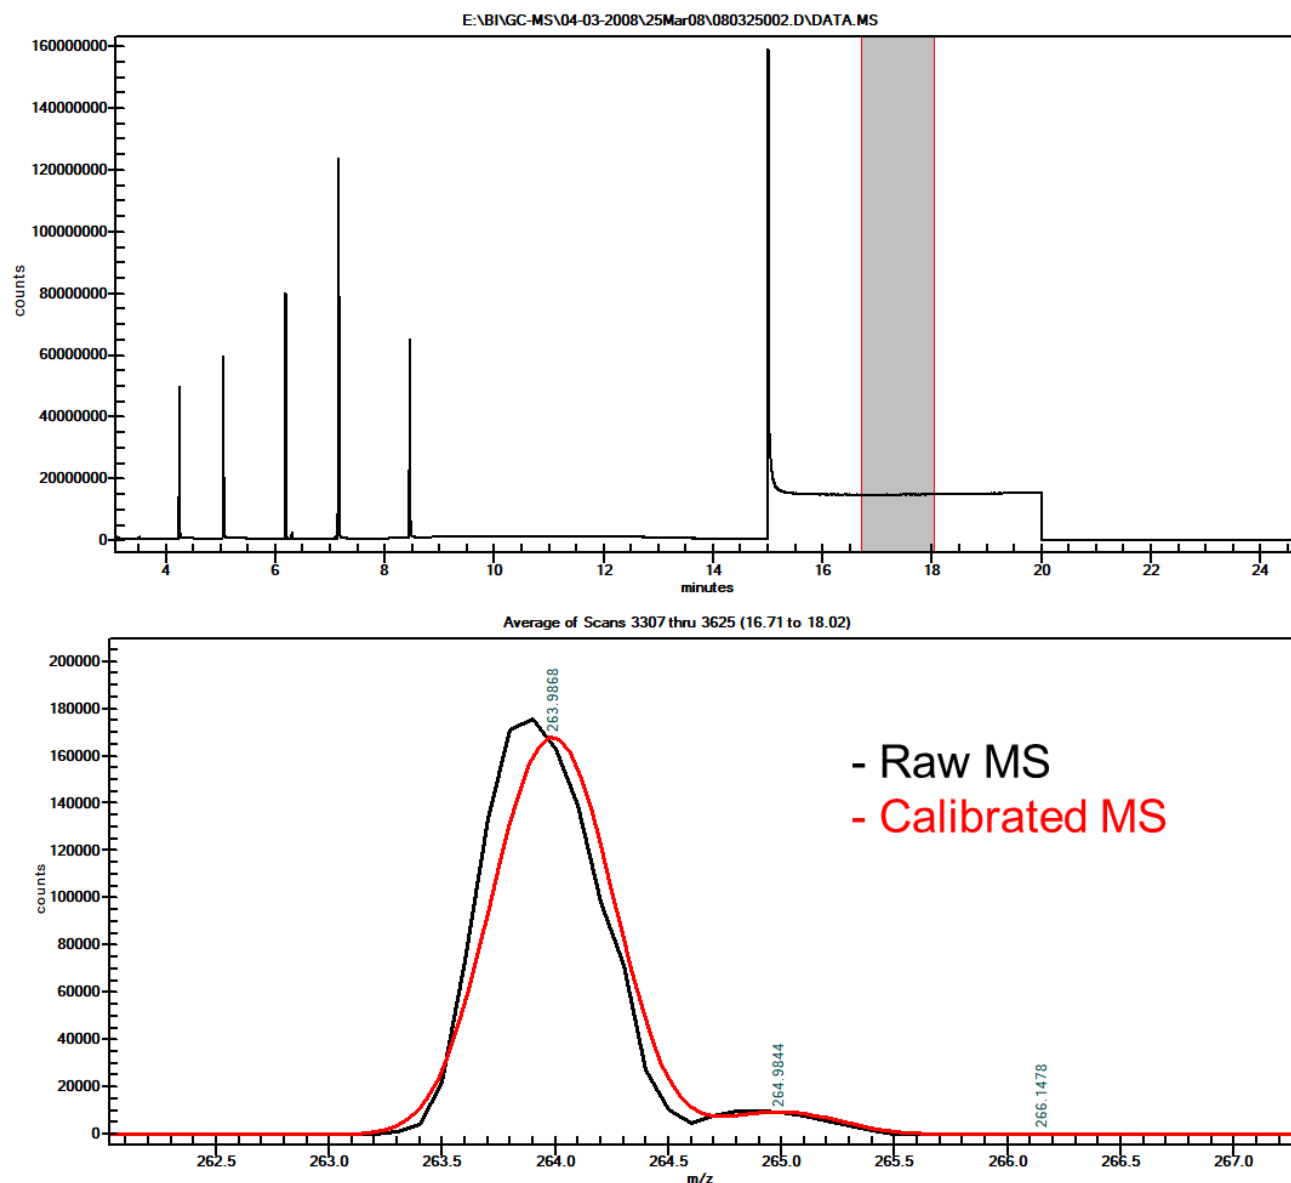 E:\BI\GC-MS\04-03-2008\25Mar08\080325002.D\DATA.MS
160000000
140000000
120000000
100000000
80000000
60000000
40000000
20000000
0
counts
4 6 8 10 12 14 16 18 20 22 24
minutes
Average of Scans 3307 thru 3625 (16.71 to 18.02)
200000
180000
160000
140000
120000
100000
80000
60000
40000
20000
0
counts
263.9868
264.9844
266.1478
- Raw MS
- Calibrated MS
262.5 263.0 263.5 264.0 264.5 265.0 265.5 266.0 266.5 267.0
m/z